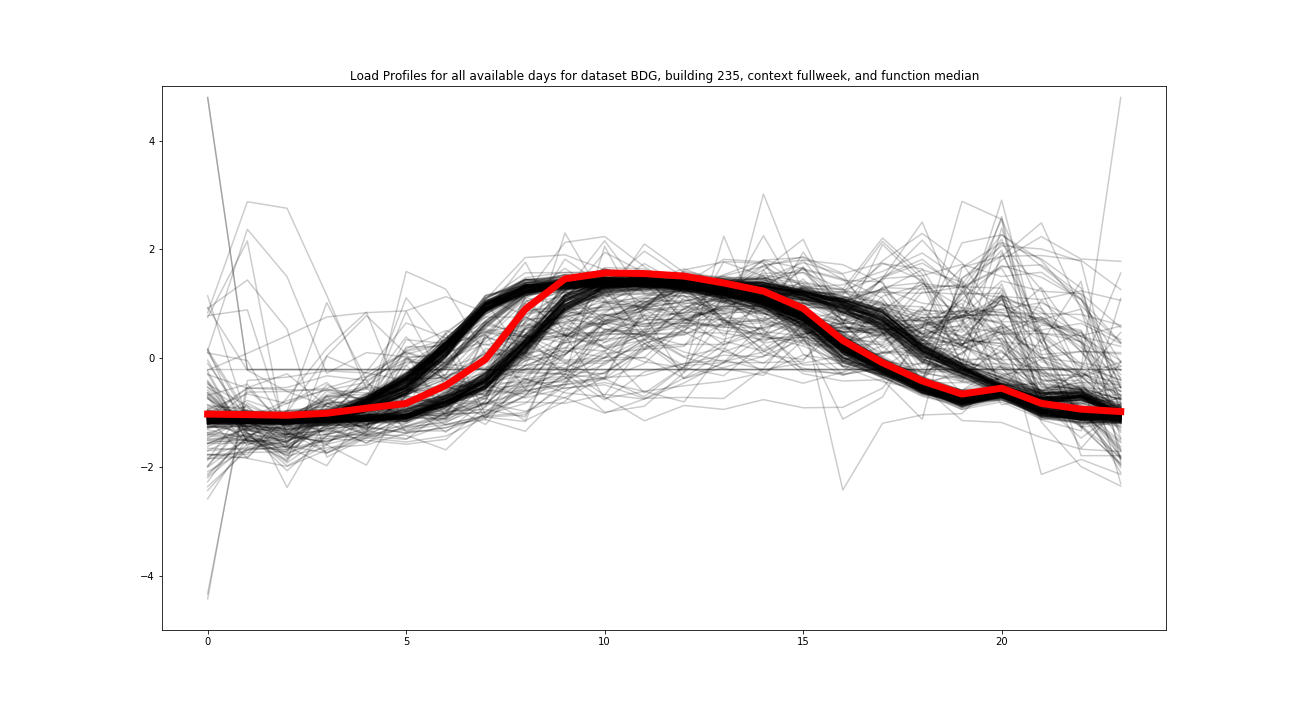 Load Profiles for all available days for dataset BDG, building 235, context fullweek, and function median
4
2
0
−2
−4
0 5 10 15 20